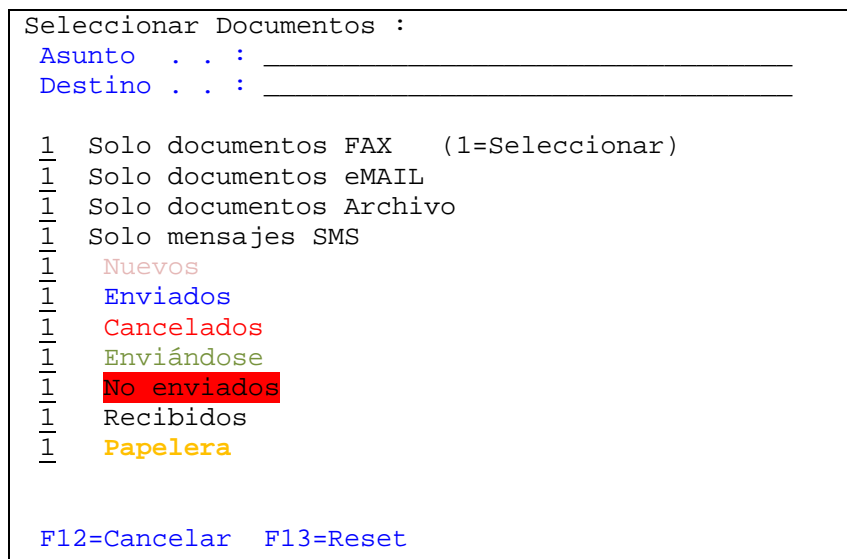 Seleccionar Documentos :
Asunto . . : _________________________________
Destino . . : _________________________________
1 Solo documentos FAX (1=Seleccionar)
1 Solo documentos eMAIL
1 Solo documentos Archivo
1 Solo mensajes SMS
1 Nuevos
1 Enviados
1 Cancelados
1 Enviándose
1 No enviados
1 Recibidos
1 Papelera
F12=Cancelar F13=Reset